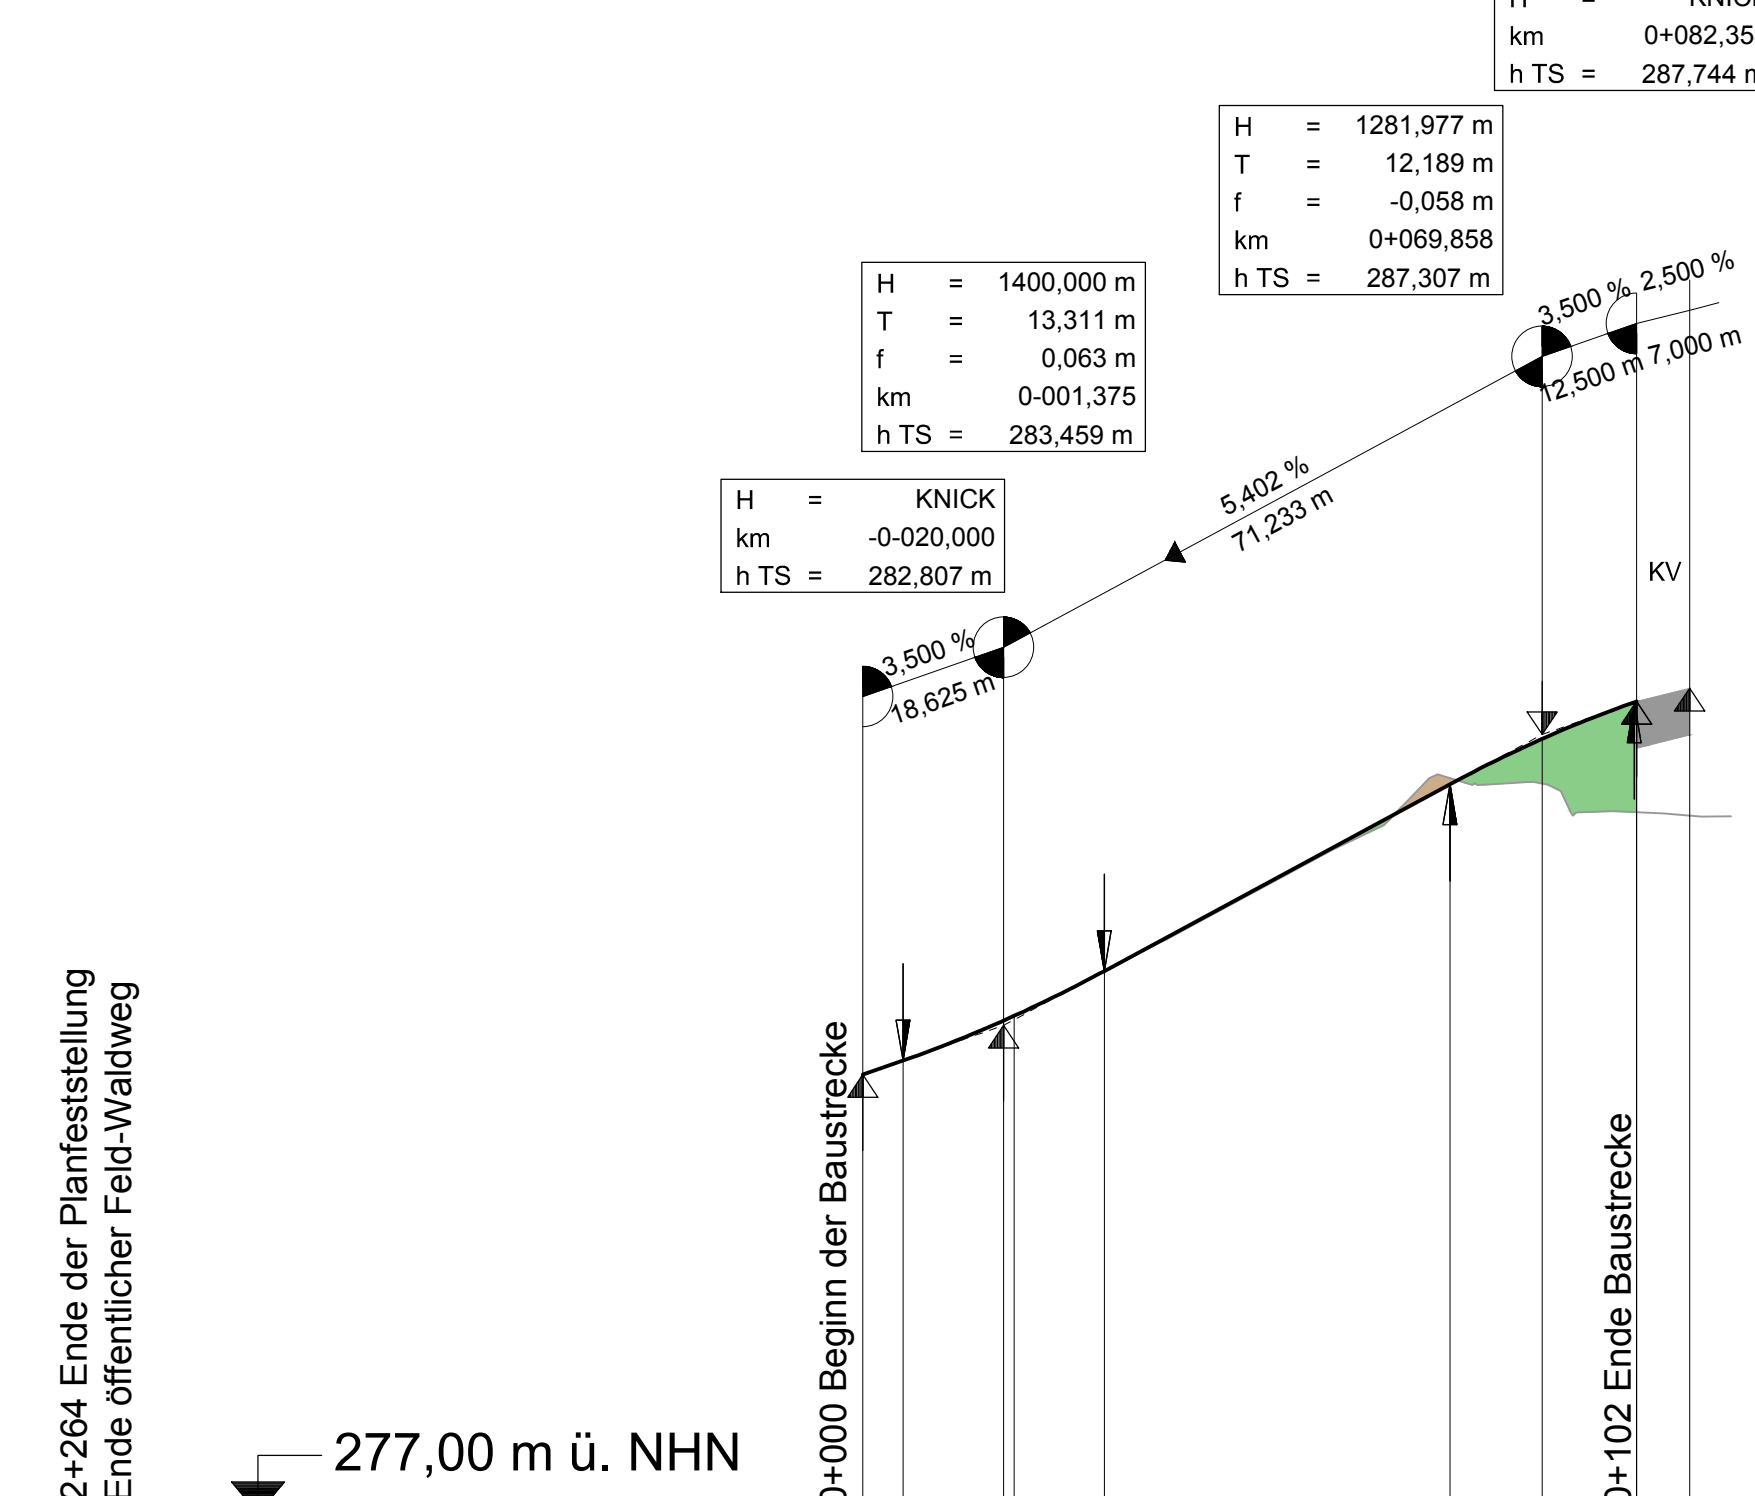 km 0+082,35
h TS = 287,744
H = 1281,977 m
T = 12,189 m
f = -0,058 m
km 0+069,858
h TS = 287,307 m
H = 1400,000 m
T = 13,311 m
f = 0,063 m
km 0-001,375
h TS = 283,459 m
H = KNICK
km -0-020,000
h TS = 282,807 m
3,500 %
18,625 m
5,402 %
71,233 m
3,500 %
12,500 m
2,500 %
7,000 m
KV
2+264 Ende der Planfeststellung
Ende öffentlicher Feld-Waldweg
0+000 Beginn der Baustrecke
0+102 Ende Baustrecke
277,00 m ü. NHN